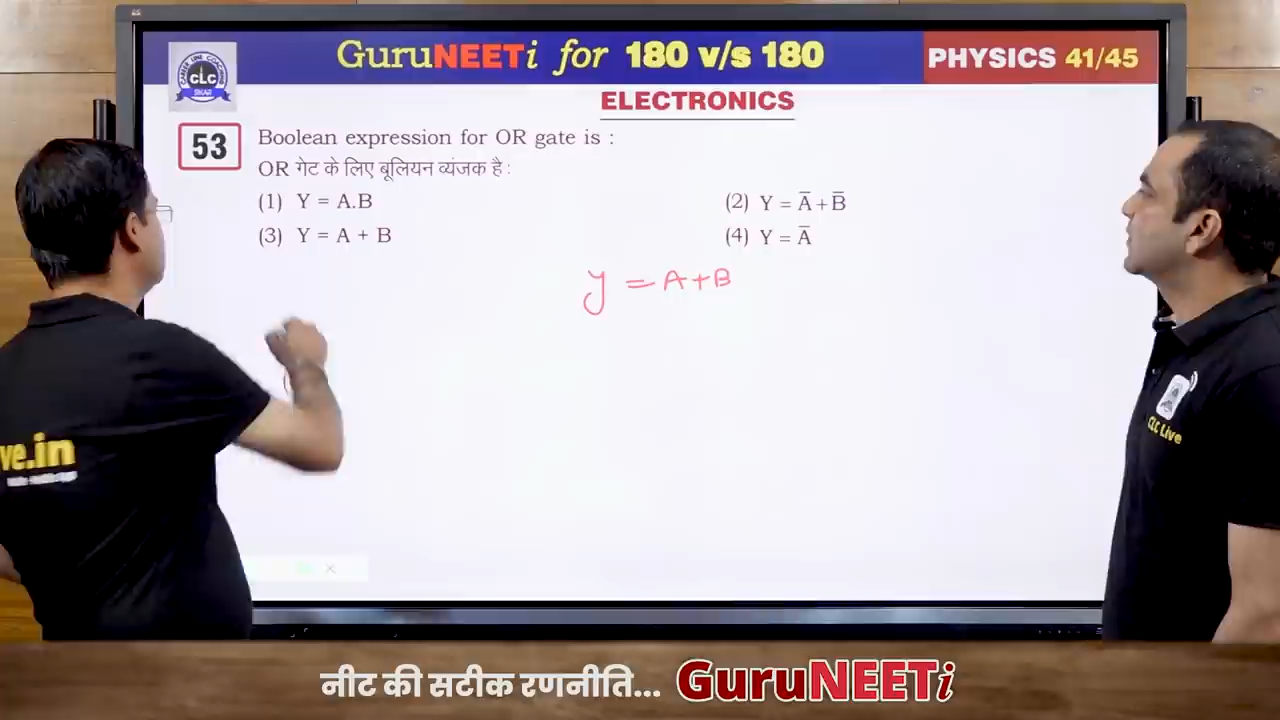 GuruNEETi for 180 v/s 180
PHYSICS 41/45
CLC
ELECTRONICS
53
Boolean expression for OR gate is :
OR गेट के लिए बूलियन व्यंजक है :
(1) Y = A.B
(2) Y = A̅ + B̅
(3) Y = A + B
(4) Y = A̅
y = A+B
ve.in
CLC Live
नीट की सटीक रणनीति... GuruNEETi